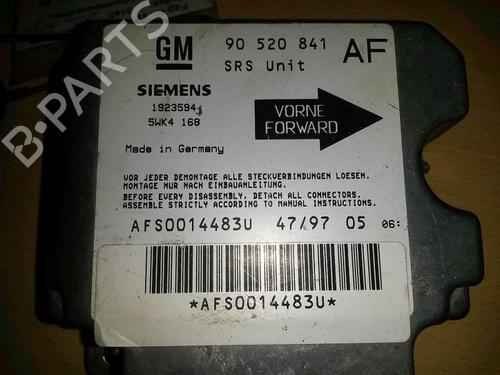 GM
90 520 841 AF
SRS Unit
SIEMENS
1923594
5WK4 168
VORNE
FORWARD
Made in Germany
VOR JEDER DEMONTAGE ALLE STECKVERBINDUNGEN LOESEN.
MONTAGE NUR NACH EINBAUANLEITUNG.
BEFORE EVERY DISASSEMBLY, DETACH ALL CONNECTORS.
ASSEMBLE STRICTLY ACCORDING TO MANUAL INSTRUCTIONS.
AFS0014483U 47/97 05 06:
*AFS0014483U*
B-PARTS